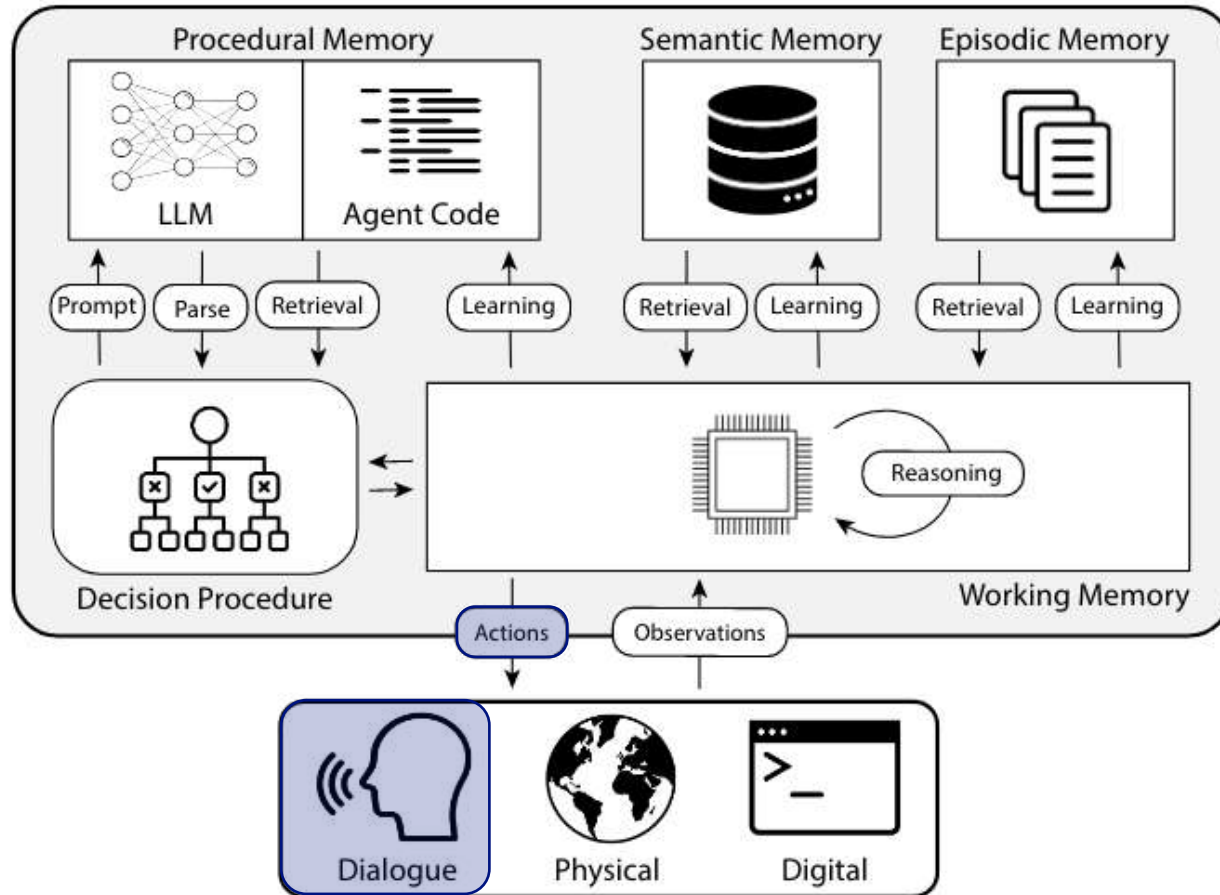 Procedural Memory
Semantic Memory
Episodic Memory
LLM
Agent Code
Prompt
Parse
Retrieval
Learning
Retrieval
Learning
Retrieval
Learning
Reasoning
Decision Procedure
Working Memory
Actions
Observations
>_
Dialogue
Physical
Digital